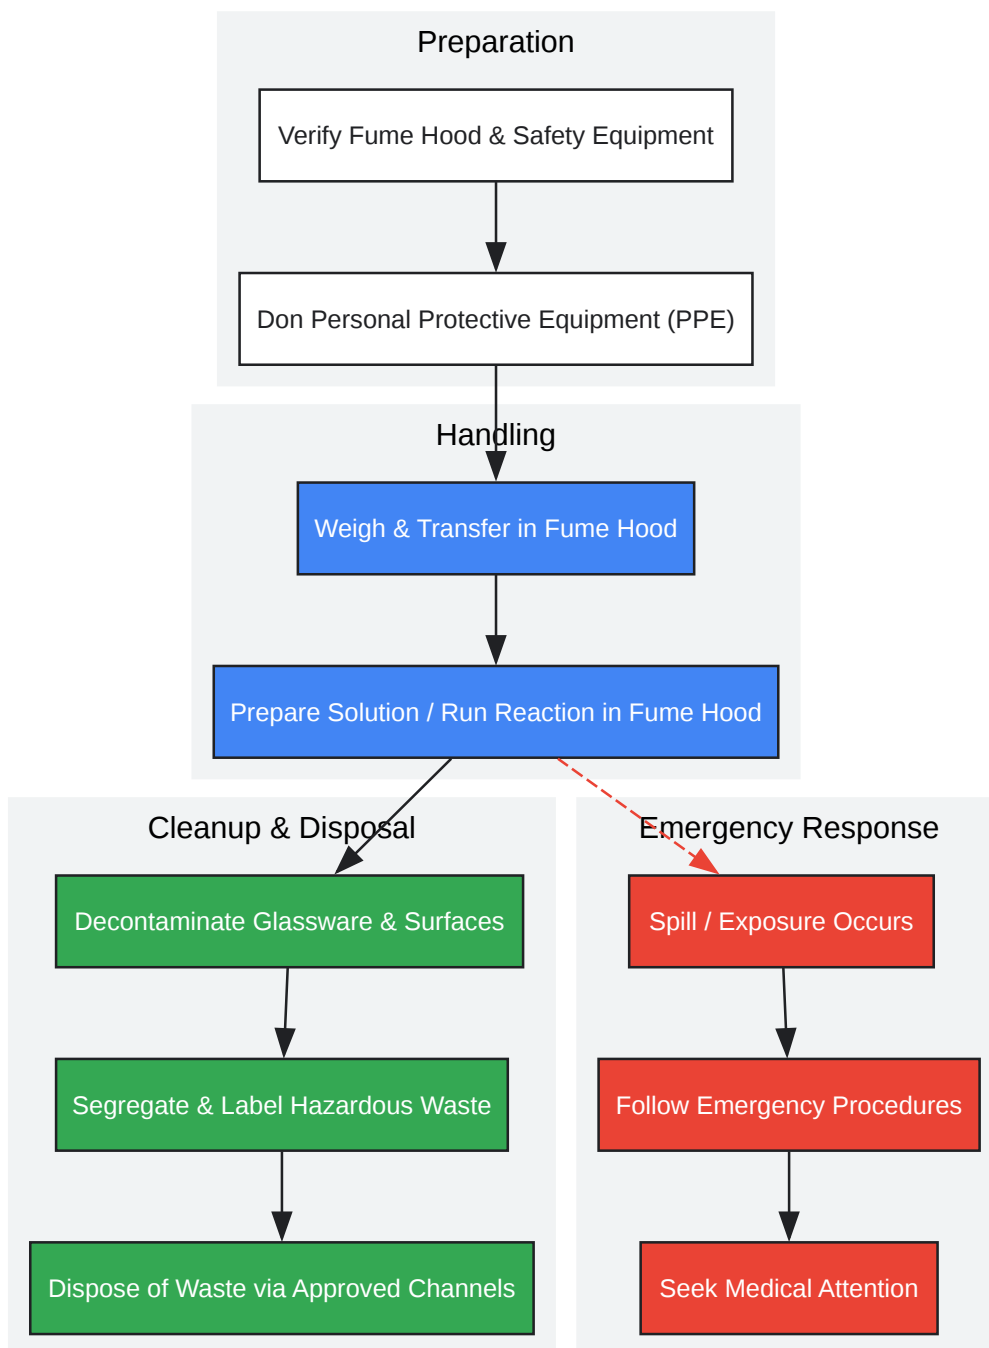 Preparation
Verify Fume Hood & Safety Equipment
Don Personal Protective Equipment (PPE)
Handling
Weigh & Transfer in Fume Hood
Prepare Solution / Run Reaction in Fume Hood
Cleanup & Disposal
Decontaminate Glassware & Surfaces
Segregate & Label Hazardous Waste
Dispose of Waste via Approved Channels
Emergency Response
Spill / Exposure Occurs
Follow Emergency Procedures
Seek Medical Attention